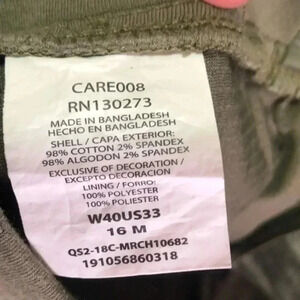 CARE008
RN130273
MADE IN BANGLADESH
HECHO EN BANGLADESH
SHELL / CAPA EXTERIOR:
98% COTTON 2% SPANDEX
98% ALGODON 2% SPANDEX
EXCLUSIVE OF DECORATION /
EXCEPTO DECORACION
LINING / FORRO:
100% POLYESTER
100% POLIESTER
W40US33
16 M
QS2-18C-MRCH10682
191056860318